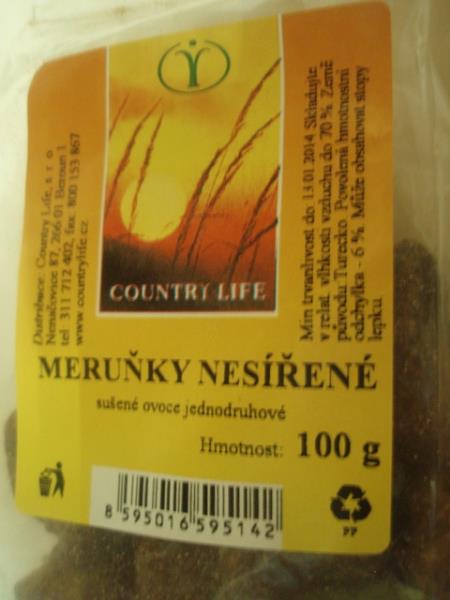 COUNTRY LIFE
Distribuce: Country Life, s r o
Nenačovice 87, 266 01 Beroun 1
tel 311 712 402, fax: 800 153 867
www.countrylife.cz
Min trvanlivost do 13 01 2014 Skladujte
v relat. vlhkosti vzduchu do 70 % Země
původu Turecko Povolená hmotnostní
odchylka - 6 % Může obsahovat stopy
lepku
MERUŇKY NESÍŘENÉ
sušené ovoce jednodruhové
Hmotnost: 100 g
8 595016 595142
PP